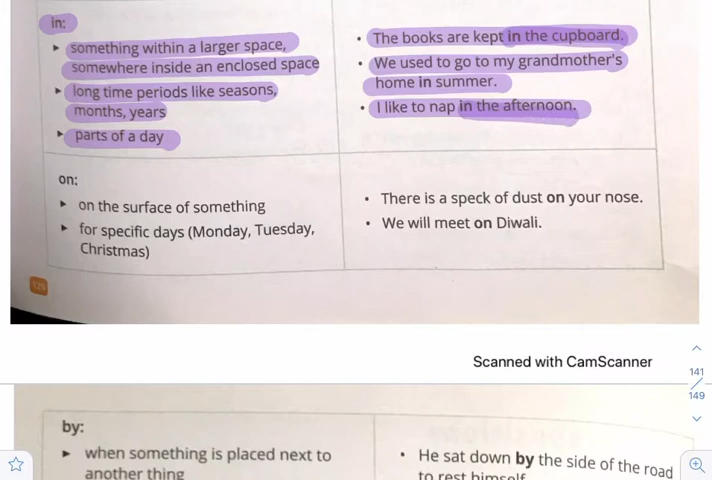 in:
▸ something within a larger space,
somewhere inside an enclosed space
▸ long time periods like seasons,
months, years
▸ parts of a day
• The books are kept in the cupboard.
• We used to go to my grandmother's
home in summer.
• I like to nap in the afternoon.
on:
▸ on the surface of something
▸ for specific days (Monday, Tuesday,
Christmas)
• There is a speck of dust on your nose.
• We will meet on Diwali.
125
Scanned with CamScanner
141
149
by:
▸ when something is placed next to
another thing
• He sat down by the side of the road
to rest himself.